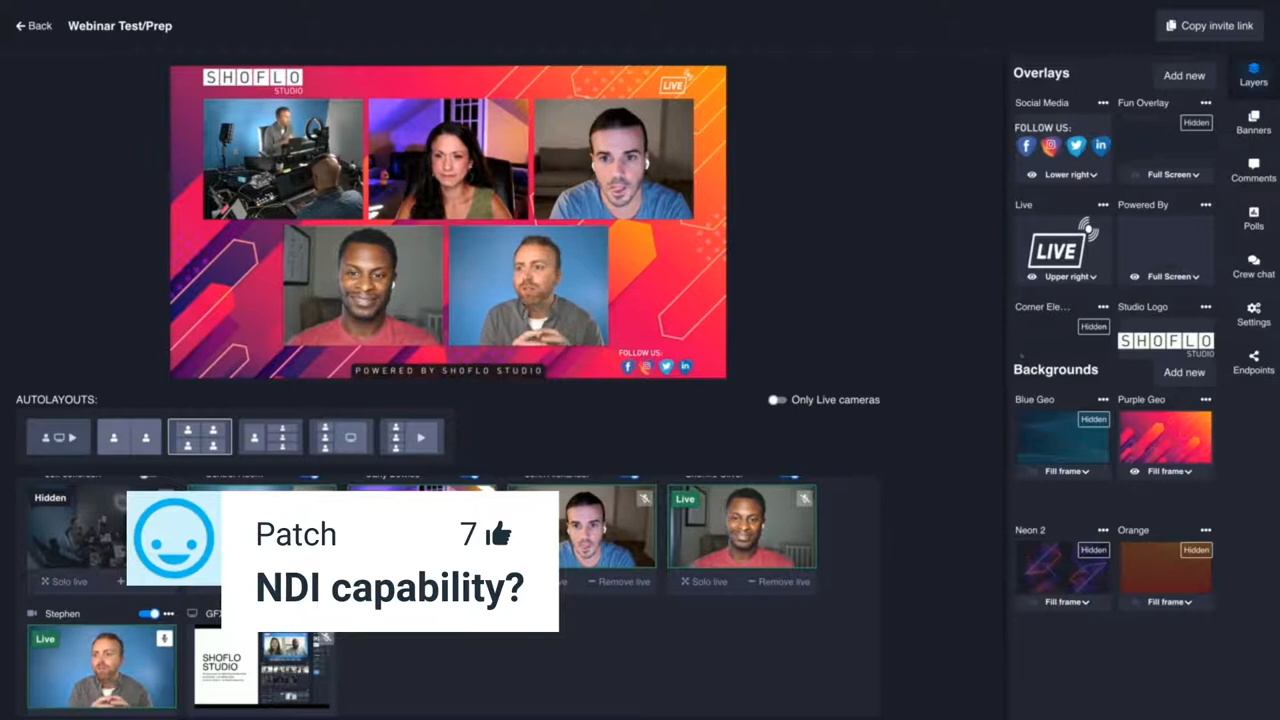 Back
Webinar Test/Prep
Copy invite link
SHOFLO
STUDIO
LIVE
FOLLOW US:
POWERED BY SHOFLO STUDIO
Overlays
Add new
Social Media
Fun Overlay
FOLLOW US:
Hidden
Lower right
Full Screen
Live
Powered By
LIVE
Upper right
Full Screen
Corner Ele...
Studio Logo
Hidden
SHOFLO
STUDIO
Backgrounds
Add new
Blue Geo
Purple Geo
Hidden
Fill frame
Fill frame
Neon 2
Orange
Hidden
Hidden
Fill frame
Fill frame
Layers
Banners
Comments
Polls
Crew chat
Settings
Endpoints
AUTOLAYOUTS:
Only Live cameras
Hidden
Live
Solo live
Remove live
Solo live
Remove live
Patch
7
NDI capability?
Stephen
Live
SHOFLO
STUDIO